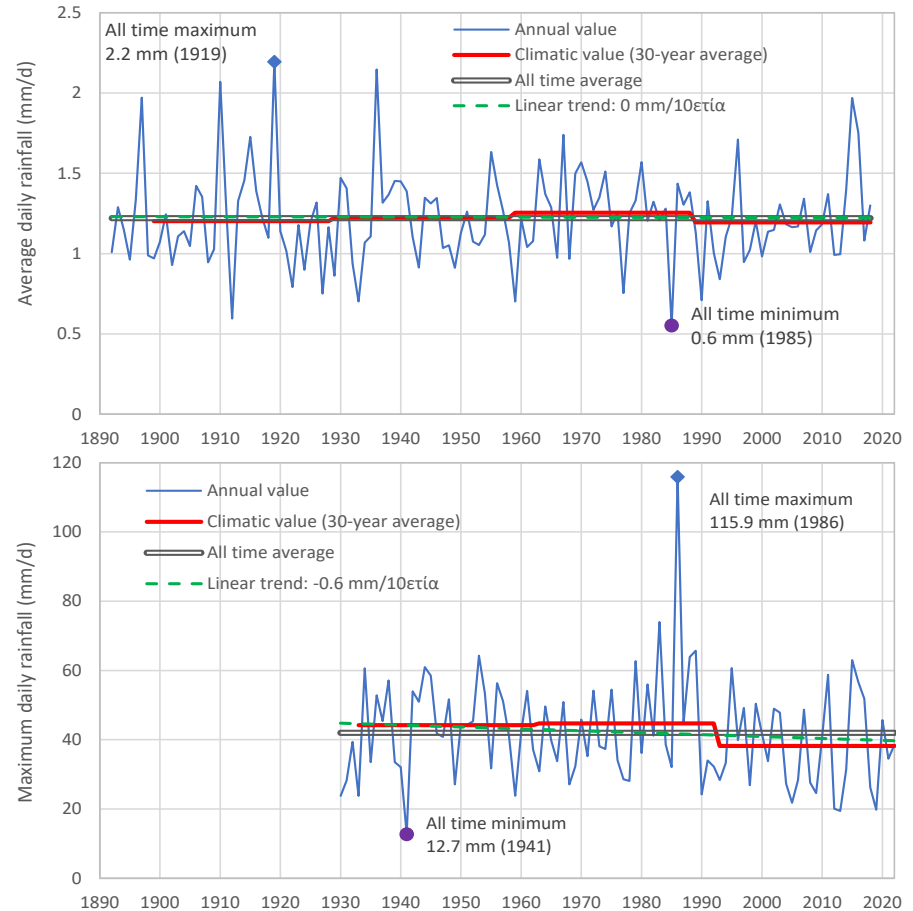 2.5
2
1.5
1
0.5
0
Average daily rainfall (mm/d)
All time maximum
2.2 mm (1919)
Annual value
Climatic value (30-year average)
All time average
Linear trend: 0 mm/10ετία
All time minimum
0.6 mm (1985)
1890 1900 1910 1920 1930 1940 1950 1960 1970 1980 1990 2000 2010 2020
120
100
80
60
40
20
0
Maximum daily rainfall (mm/d)
Annual value
Climatic value (30-year average)
All time average
Linear trend: -0.6 mm/10ετία
All time maximum
115.9 mm (1986)
All time minimum
12.7 mm (1941)
1890 1900 1910 1920 1930 1940 1950 1960 1970 1980 1990 2000 2010 2020